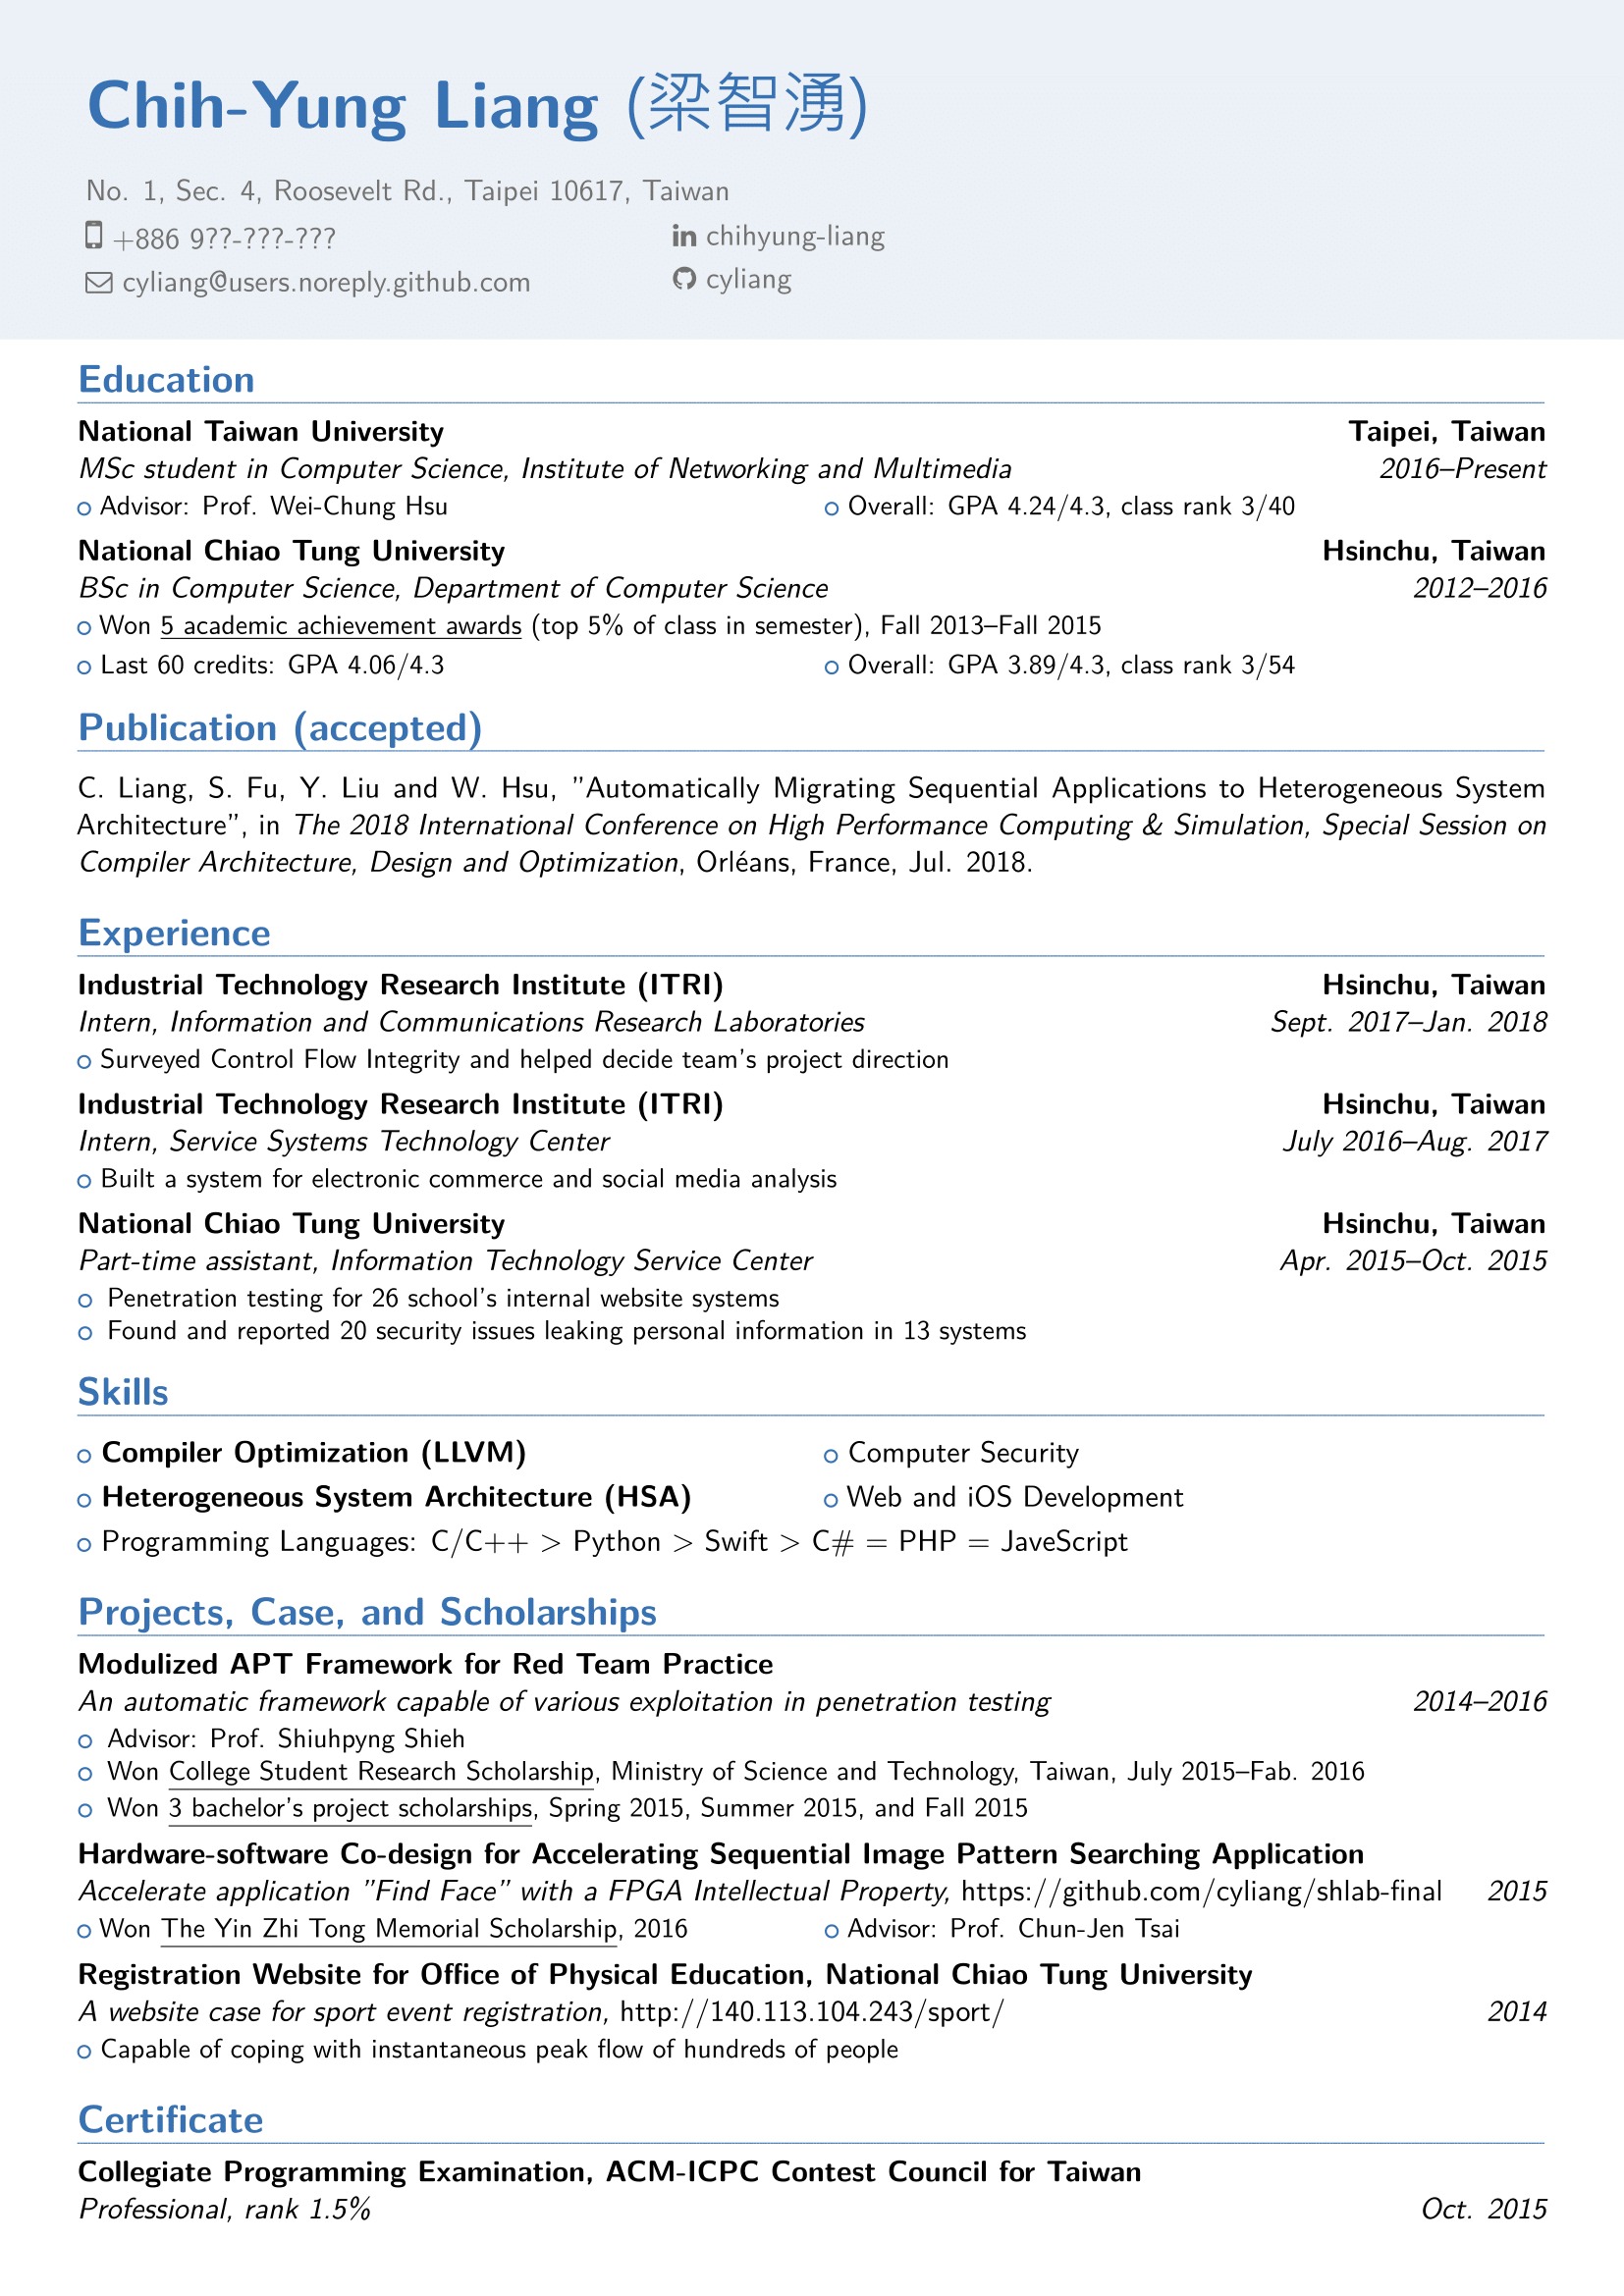 Chih-Yung Liang (梁智湧)
No. 1, Sec. 4, Roosevelt Rd., Taipei 10617, Taiwan
+886 9??-???-??? chihyung-liang
cyliang@users.noreply.github.com cyliang
Education
National Taiwan University Taipei, Taiwan
MSc student in Computer Science, Institute of Networking and Multimedia 2016–Present
Advisor: Prof. Wei-Chung Hsu Overall: GPA 4.24/4.3, class rank 3/40
National Chiao Tung University Hsinchu, Taiwan
BSc in Computer Science, Department of Computer Science 2012–2016
Won 5 academic achievement awards (top 5% of class in semester), Fall 2013–Fall 2015
Last 60 credits: GPA 4.06/4.3 Overall: GPA 3.89/4.3, class rank 3/54
Publication (accepted)
C. Liang, S. Fu, Y. Liu and W. Hsu, ”Automatically Migrating Sequential Applications to Heterogeneous System
Architecture”, in The 2018 International Conference on High Performance Computing & Simulation, Special Session on
Compiler Architecture, Design and Optimization, Orléans, France, Jul. 2018.
Experience
Industrial Technology Research Institute (ITRI) Hsinchu, Taiwan
Intern, Information and Communications Research Laboratories Sept. 2017–Jan. 2018
Surveyed Control Flow Integrity and helped decide team’s project direction
Industrial Technology Research Institute (ITRI) Hsinchu, Taiwan
Intern, Service Systems Technology Center July 2016–Aug. 2017
Built a system for electronic commerce and social media analysis
National Chiao Tung University Hsinchu, Taiwan
Part-time assistant, Information Technology Service Center Apr. 2015–Oct. 2015
Penetration testing for 26 school’s internal website systems
Found and reported 20 security issues leaking personal information in 13 systems
Skills
Compiler Optimization (LLVM) Computer Security
Heterogeneous System Architecture (HSA) Web and iOS Development
Programming Languages: C/C++ > Python > Swift > C# = PHP = JaveScript
Projects, Case, and Scholarships
Modulized APT Framework for Red Team Practice
An automatic framework capable of various exploitation in penetration testing 2014–2016
Advisor: Prof. Shiuhpyng Shieh
Won College Student Research Scholarship, Ministry of Science and Technology, Taiwan, July 2015–Fab. 2016
Won 3 bachelor’s project scholarships, Spring 2015, Summer 2015, and Fall 2015
Hardware-software Co-design for Accelerating Sequential Image Pattern Searching Application
Accelerate application ”Find Face” with a FPGA Intellectual Property, https://github.com/cyliang/shlab-final 2015
Won The Yin Zhi Tong Memorial Scholarship, 2016 Advisor: Prof. Chun-Jen Tsai
Registration Website for Office of Physical Education, National Chiao Tung University
A website case for sport event registration, http://140.113.104.243/sport/ 2014
Capable of coping with instantaneous peak flow of hundreds of people
Certificate
Collegiate Programming Examination, ACM-ICPC Contest Council for Taiwan
Professional, rank 1.5% Oct. 2015